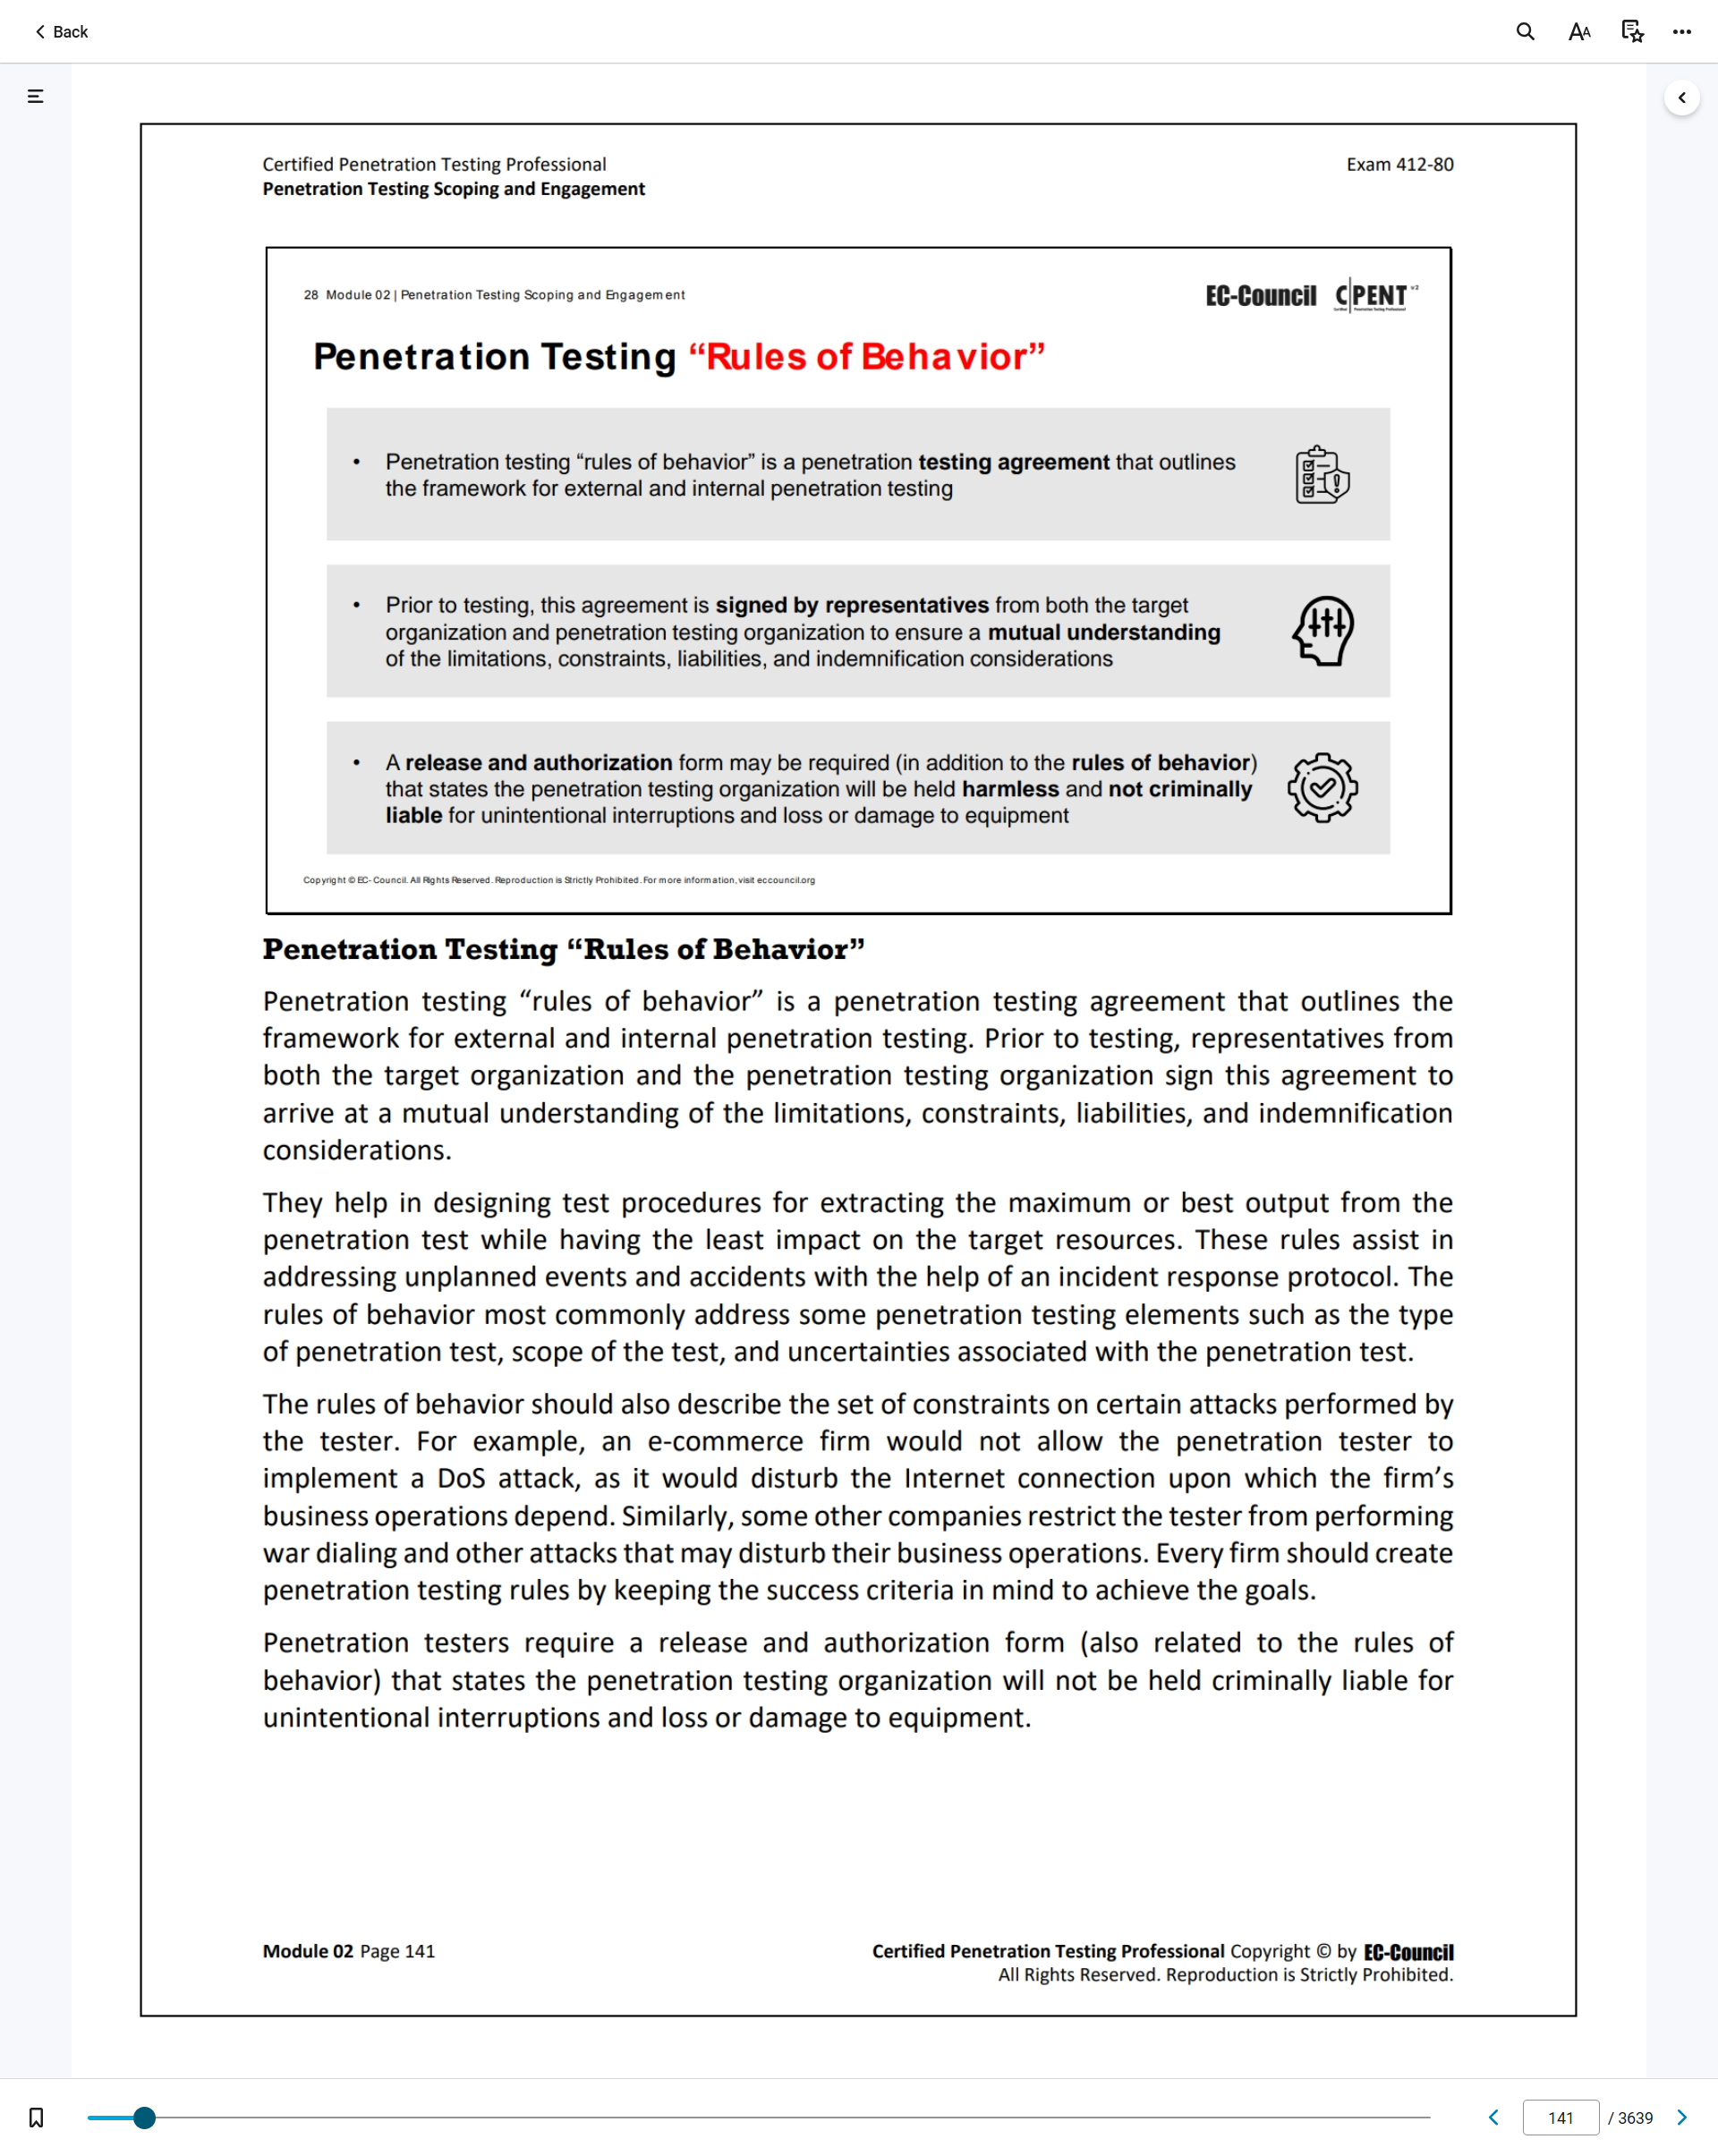 Back
Certified Penetration Testing Professional
Exam 412-80
Penetration Testing Scoping and Engagement
28 Module 02 | Penetration Testing Scoping and Engagement
EC-Council C|PENT v2
Penetration Testing “Rules of Behavior”
• Penetration testing “rules of behavior” is a penetration testing agreement that outlines
the framework for external and internal penetration testing
• Prior to testing, this agreement is signed by representatives from both the target
organization and penetration testing organization to ensure a mutual understanding
of the limitations, constraints, liabilities, and indemnification considerations
• A release and authorization form may be required (in addition to the rules of behavior)
that states the penetration testing organization will be held harmless and not criminally
liable for unintentional interruptions and loss or damage to equipment
Copyright © EC-Council. All Rights Reserved. Reproduction is Strictly Prohibited. For more information, visit eccouncil.org
Penetration Testing “Rules of Behavior”
Penetration testing “rules of behavior” is a penetration testing agreement that outlines the
framework for external and internal penetration testing. Prior to testing, representatives from
both the target organization and the penetration testing organization sign this agreement to
arrive at a mutual understanding of the limitations, constraints, liabilities, and indemnification
considerations.
They help in designing test procedures for extracting the maximum or best output from the
penetration test while having the least impact on the target resources. These rules assist in
addressing unplanned events and accidents with the help of an incident response protocol. The
rules of behavior most commonly address some penetration testing elements such as the type
of penetration test, scope of the test, and uncertainties associated with the penetration test.
The rules of behavior should also describe the set of constraints on certain attacks performed by
the tester. For example, an e-commerce firm would not allow the penetration tester to
implement a DoS attack, as it would disturb the Internet connection upon which the firm’s
business operations depend. Similarly, some other companies restrict the tester from performing
war dialing and other attacks that may disturb their business operations. Every firm should create
penetration testing rules by keeping the success criteria in mind to achieve the goals.
Penetration testers require a release and authorization form (also related to the rules of
behavior) that states the penetration testing organization will not be held criminally liable for
unintentional interruptions and loss or damage to equipment.
Module 02 Page 141
Certified Penetration Testing Professional Copyright © by EC-Council
All Rights Reserved. Reproduction is Strictly Prohibited.
141 / 3639